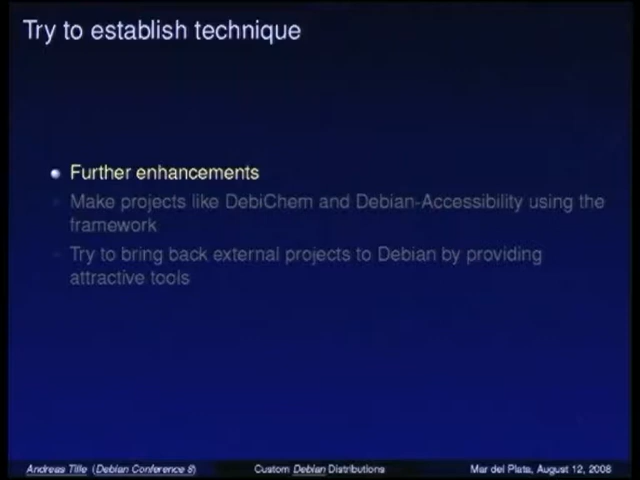 Try to establish technique
Further enhancements
Make projects like DebiChem and Debian-Accessibility using the
framework
Try to bring back external projects to Debian by providing
attractive tools
Andreas Tille (Debian Conference 8)
Custom Debian Distributions
Mar del Plata, August 12, 2008